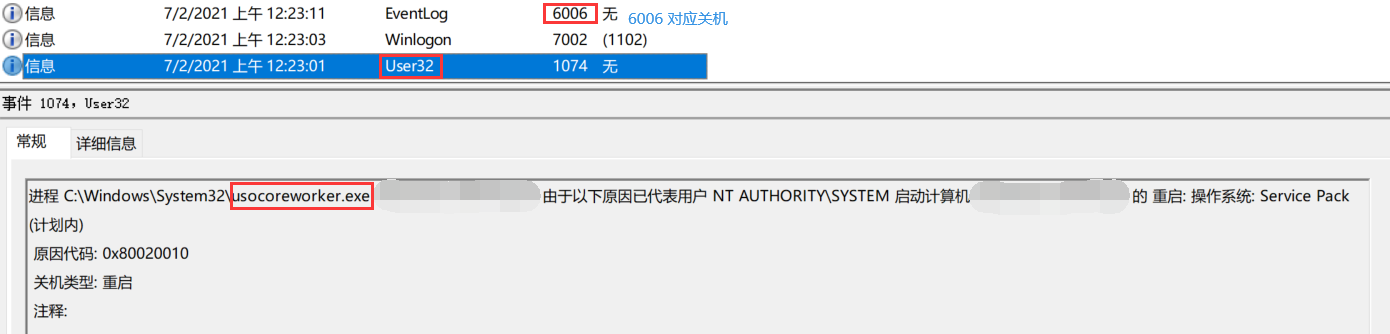 信息 7/2/2021 上午 12:23:11 EventLog 6006 无 6006 对应关机
信息 7/2/2021 上午 12:23:03 Winlogon 7002 (1102)
信息 7/2/2021 上午 12:23:01 User32 1074 无
事件 1074，User32
常规 详细信息
进程 C:\Windows\System32\usocoreworker.exe 由于以下原因已代表用户 NT AUTHORITY\SYSTEM 启动计算机 的 重启: 操作系统: Service Pack
(计划内)
原因代码: 0x80020010
关机类型: 重启
注释: